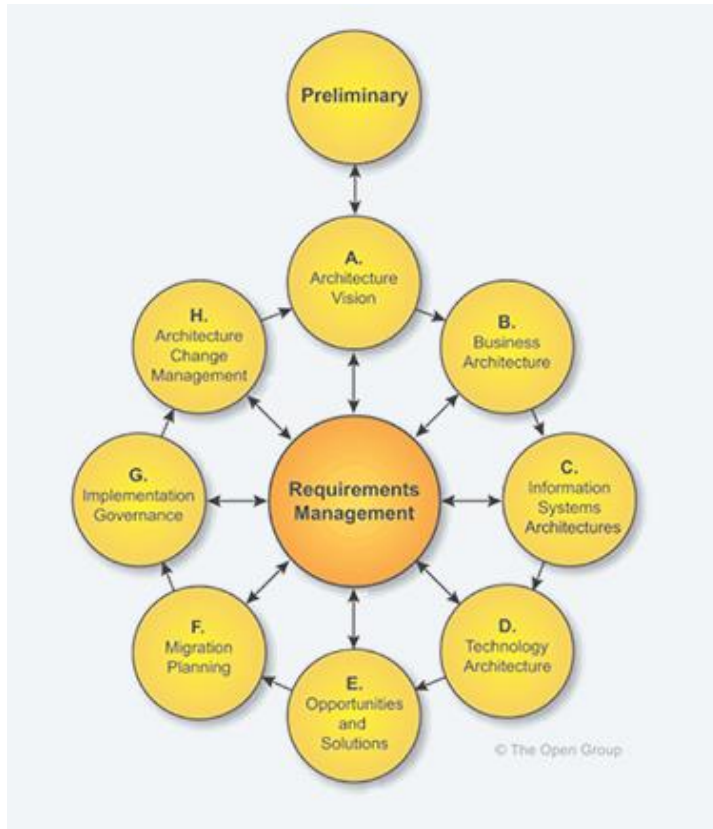 Preliminary
A.
Architecture
Vision
B.
Business
Architecture
C.
Information
Systems
Architectures
D.
Technology
Architecture
E.
Opportunities
and
Solutions
F.
Migration
Planning
G.
Implementation
Governance
H.
Architecture
Change
Management
Requirements
Management
© The Open Group